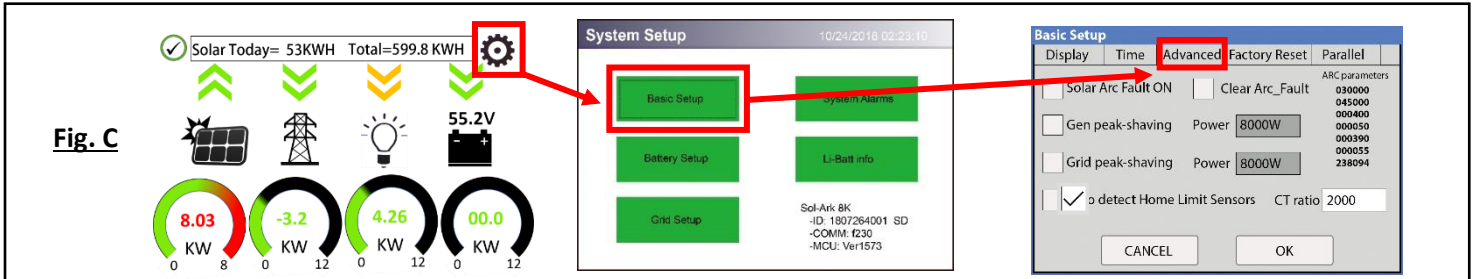 Fig. C
Solar Today= 53KWH Total=599.8 KWH
55.2V
- +
8.03
KW
0 8
-3.2
KW
0 12
4.26
KW
0 12
00.0
KW
0 12
System Setup 10/24/2018 02:23:10
Basic Setup
System Alarms
Battery Setup
Li-Batt info
Grid Setup
Sol-Ark 8K
-ID: 1807264001 SD
-COMM: f230
-MCU: Ver1573
Basic Setup
Display Time Advanced Factory Reset Parallel
Solar Arc Fault ON Clear Arc_Fault
Gen peak-shaving Power 8000W
Grid peak-shaving Power 8000W
o detect Home Limit Sensors CT ratio 2000
CANCEL OK
ARC parameters
030000
045000
000400
000050
000390
000055
238094